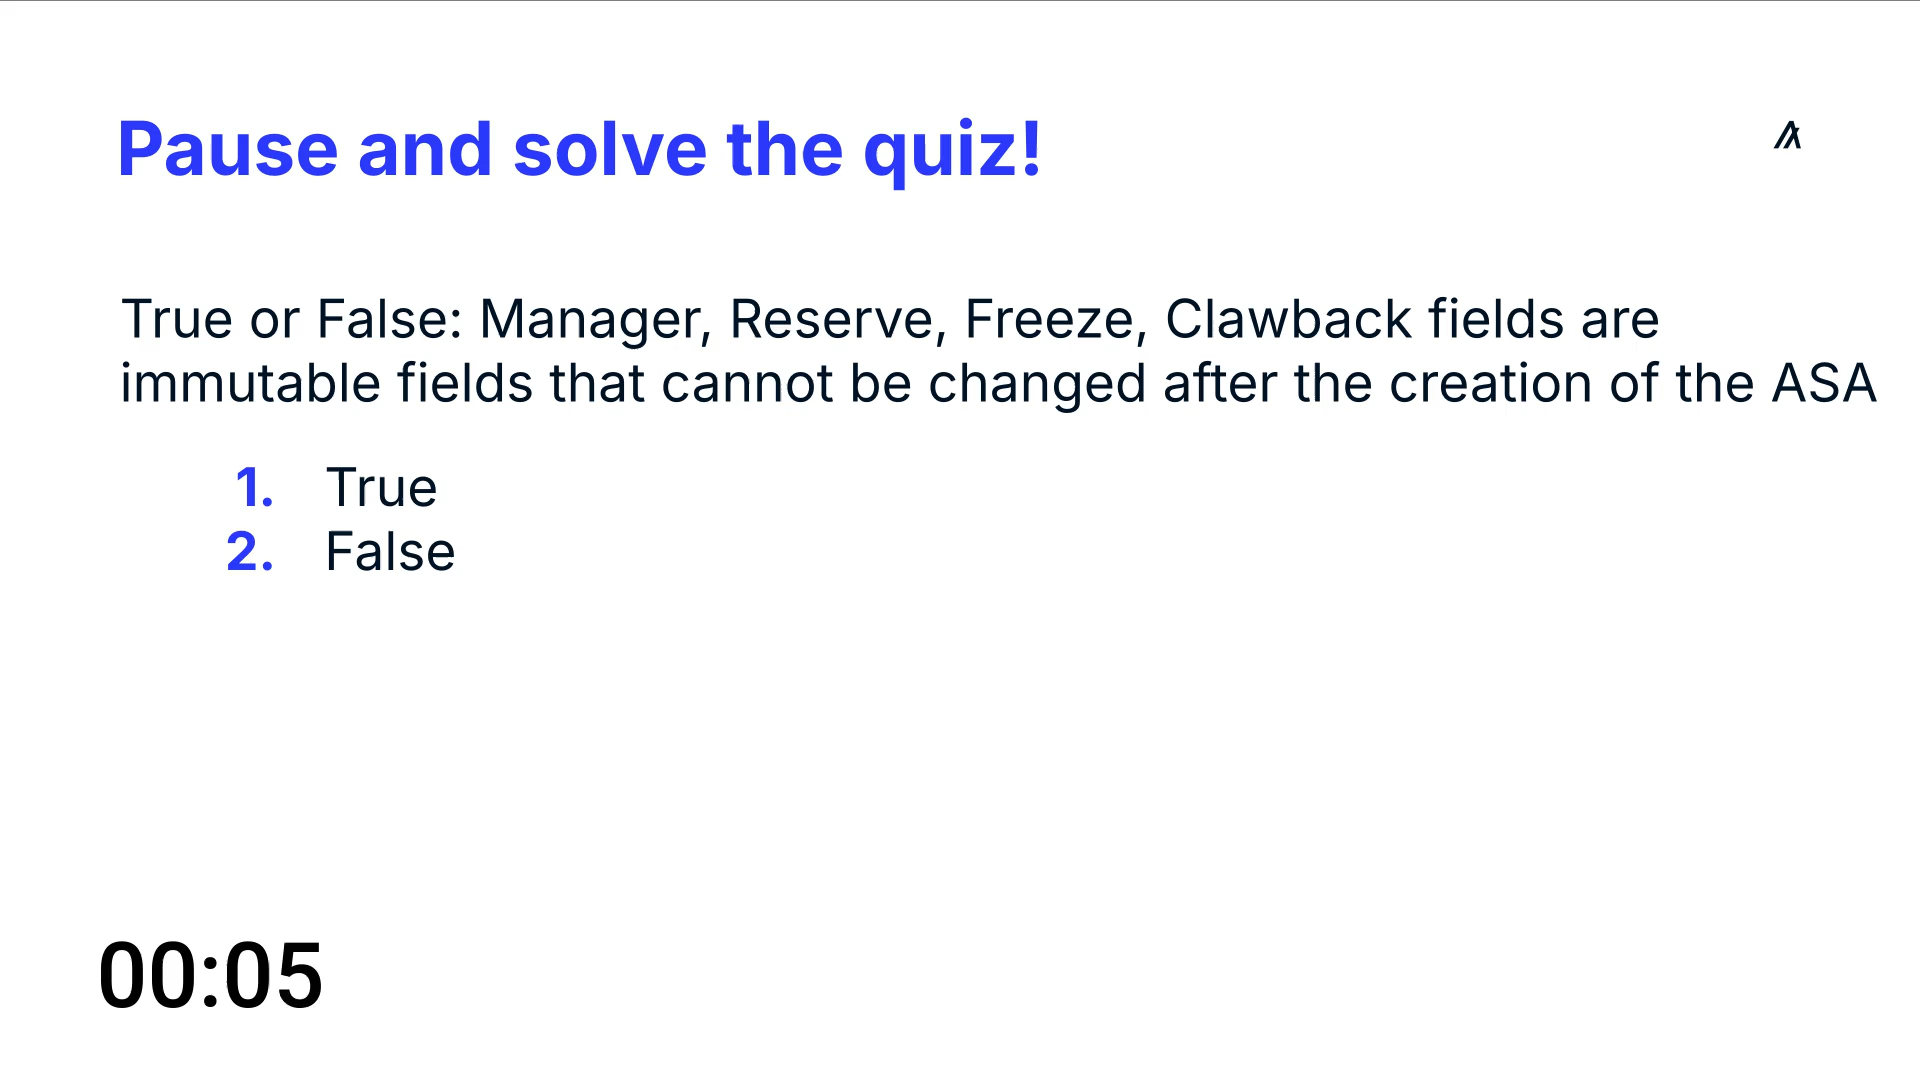 Pause and solve the quiz!
True or False: Manager, Reserve, Freeze, Clawback fields are
immutable fields that cannot be changed after the creation of the ASA
1. True
2. False
00:05